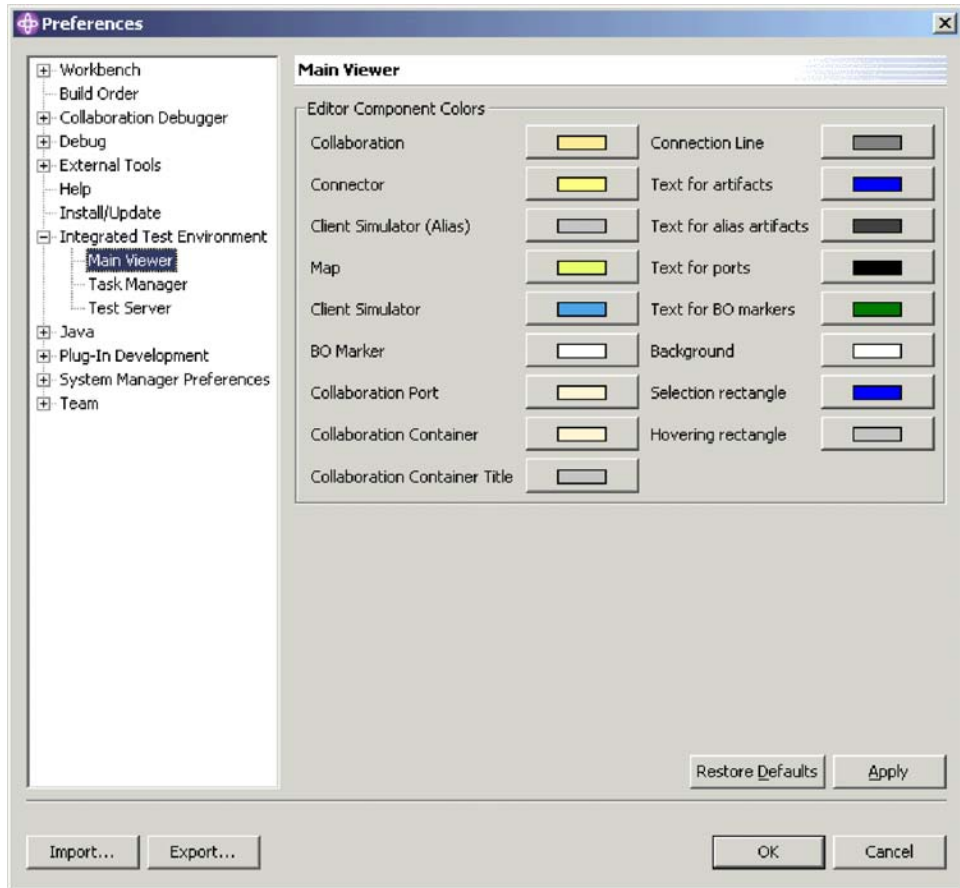 Preferences
Workbench
Build Order
Collaboration Debugger
Debug
External Tools
Help
Install/Update
Integrated Test Environment
Main Viewer
Task Manager
Test Server
Java
Plug-In Development
System Manager Preferences
Team
Main Viewer
Editor Component Colors
Collaboration
Connector
Client Simulator (Alias)
Map
Client Simulator
BO Marker
Collaboration Port
Collaboration Container
Collaboration Container Title
Connection Line
Text for artifacts
Text for alias artifacts
Text for ports
Text for BO markers
Background
Selection rectangle
Hovering rectangle
Restore Defaults
Apply
Import...
Export...
OK
Cancel